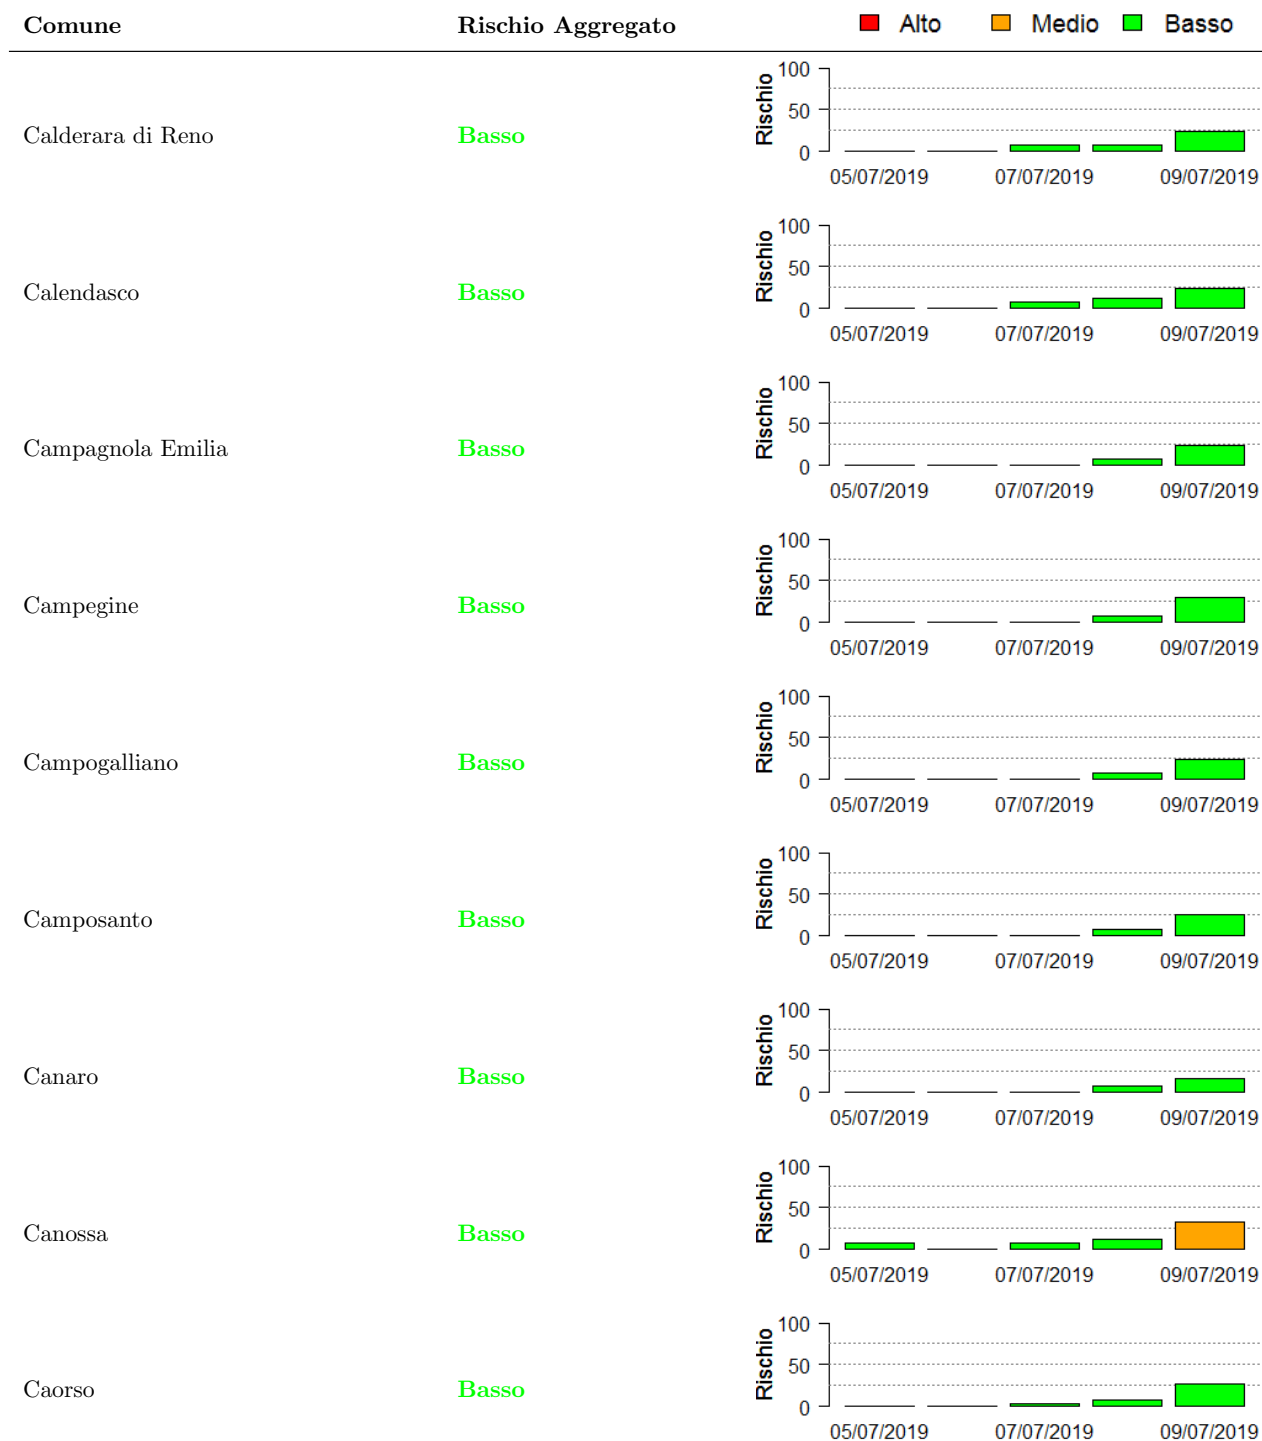 Comune Rischio Aggregato Alto Medio Basso
Calderara di Reno Basso Rischio 100 50 0
05/07/2019 07/07/2019 09/07/2019
Calendasco Basso Rischio 100 50 0
05/07/2019 07/07/2019 09/07/2019
Campagnola Emilia Basso Rischio 100 50 0
05/07/2019 07/07/2019 09/07/2019
Campegine Basso Rischio 100 50 0
05/07/2019 07/07/2019 09/07/2019
Campogalliano Basso Rischio 100 50 0
05/07/2019 07/07/2019 09/07/2019
Camposanto Basso Rischio 100 50 0
05/07/2019 07/07/2019 09/07/2019
Canaro Basso Rischio 100 50 0
05/07/2019 07/07/2019 09/07/2019
Canossa Basso Rischio 100 50 0
05/07/2019 07/07/2019 09/07/2019
Caorso Basso Rischio 100 50 0
05/07/2019 07/07/2019 09/07/2019